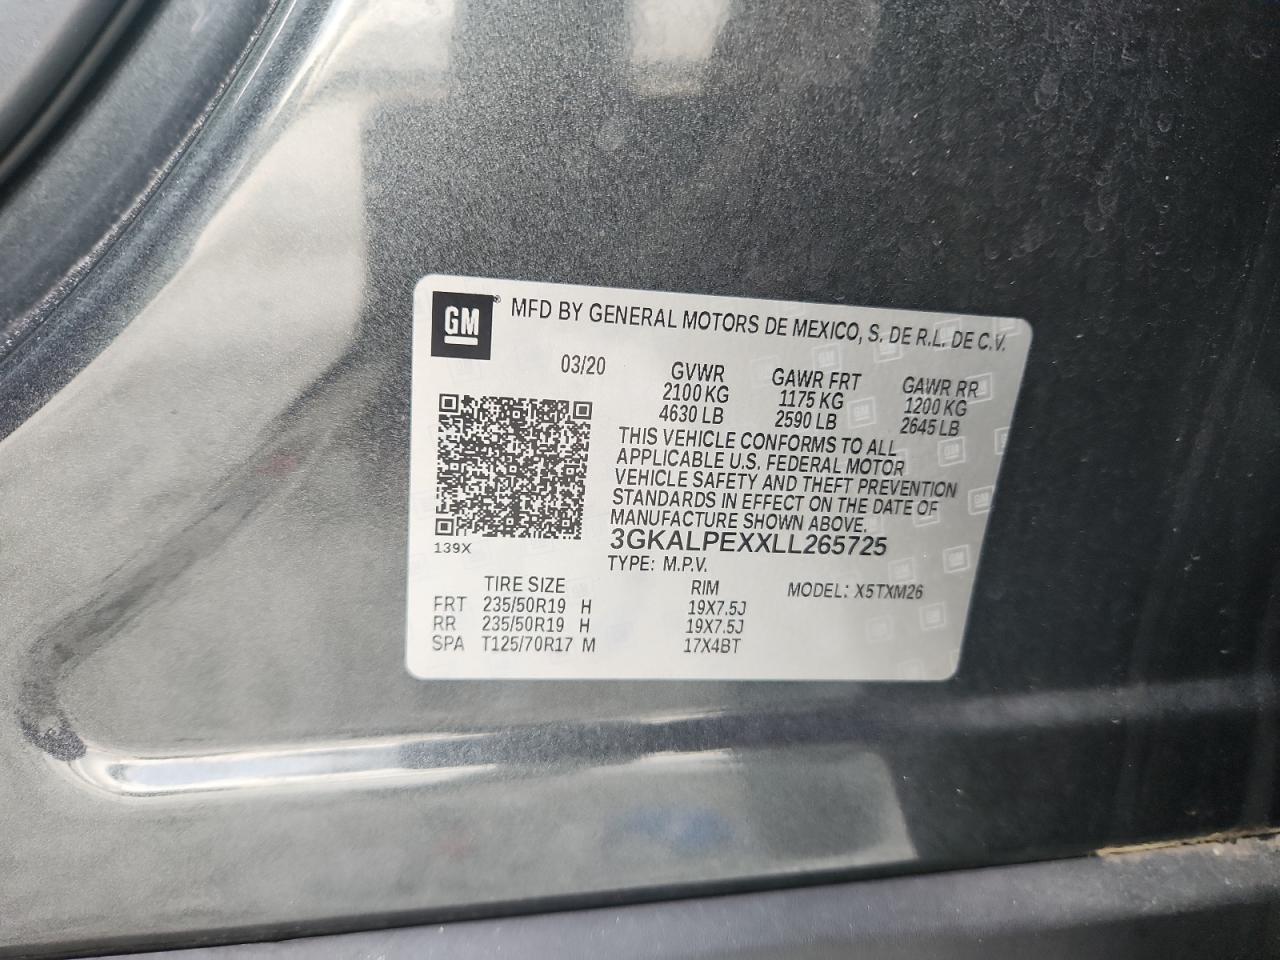 GM® MFD BY GENERAL MOTORS DE MEXICO, S. DE R.L. DE C.V.
03/20 GVWR GAWR FRT GAWR RR
2100 KG 1175 KG 1200 KG
4630 LB 2590 LB 2645 LB
THIS VEHICLE CONFORMS TO ALL
APPLICABLE U.S. FEDERAL MOTOR
VEHICLE SAFETY AND THEFT PREVENTION
STANDARDS IN EFFECT ON THE DATE OF
MANUFACTURE SHOWN ABOVE.
139X 3GKALPEXXLL265725
TYPE: M.P.V.
TIRE SIZE RIM MODEL: X5TXM26
FRT 235/50R19 H 19X7.5J
RR 235/50R19 H 19X7.5J
SPA T125/70R17 M 17X4BT